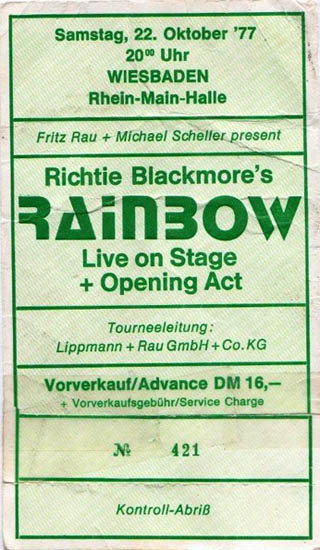 Samstag, 22. Oktober '77
20⁰⁰ Uhr
WIESBADEN
Rhein-Main-Halle
Fritz Rau + Michael Scheller present
Richtie Blackmore's
RAiNBOW
Live on Stage
+ Opening Act
Tourneeleitung:
Lippmann + Rau GmbH + Co. KG
Vorverkauf/Advance DM 16,—
+ Vorverkaufsgebühr/Service Charge
№ 421
Kontroll-Abriß